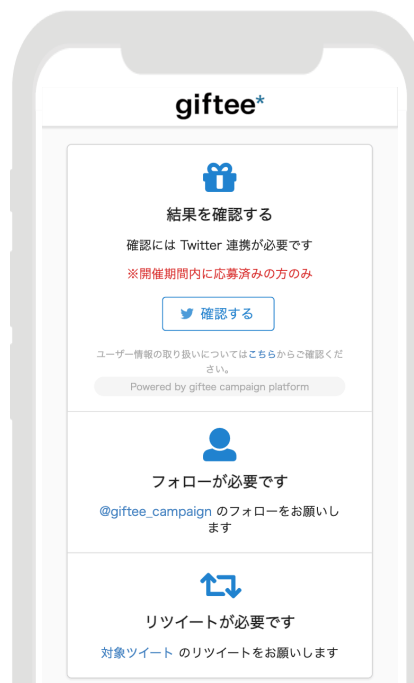 giftee*
結果を確認する
確認には Twitter 連携が必要です
※開催期間内に応募済みの方のみ
確認する
ユーザー情報の取り扱いについてはこちらからご確認くだ
さい。
Powered by giftee campaign platform
フォローが必要です
@giftee_campaign のフォローをお願いし
ます
リツイートが必要です
対象ツイート のリツイートをお願いします